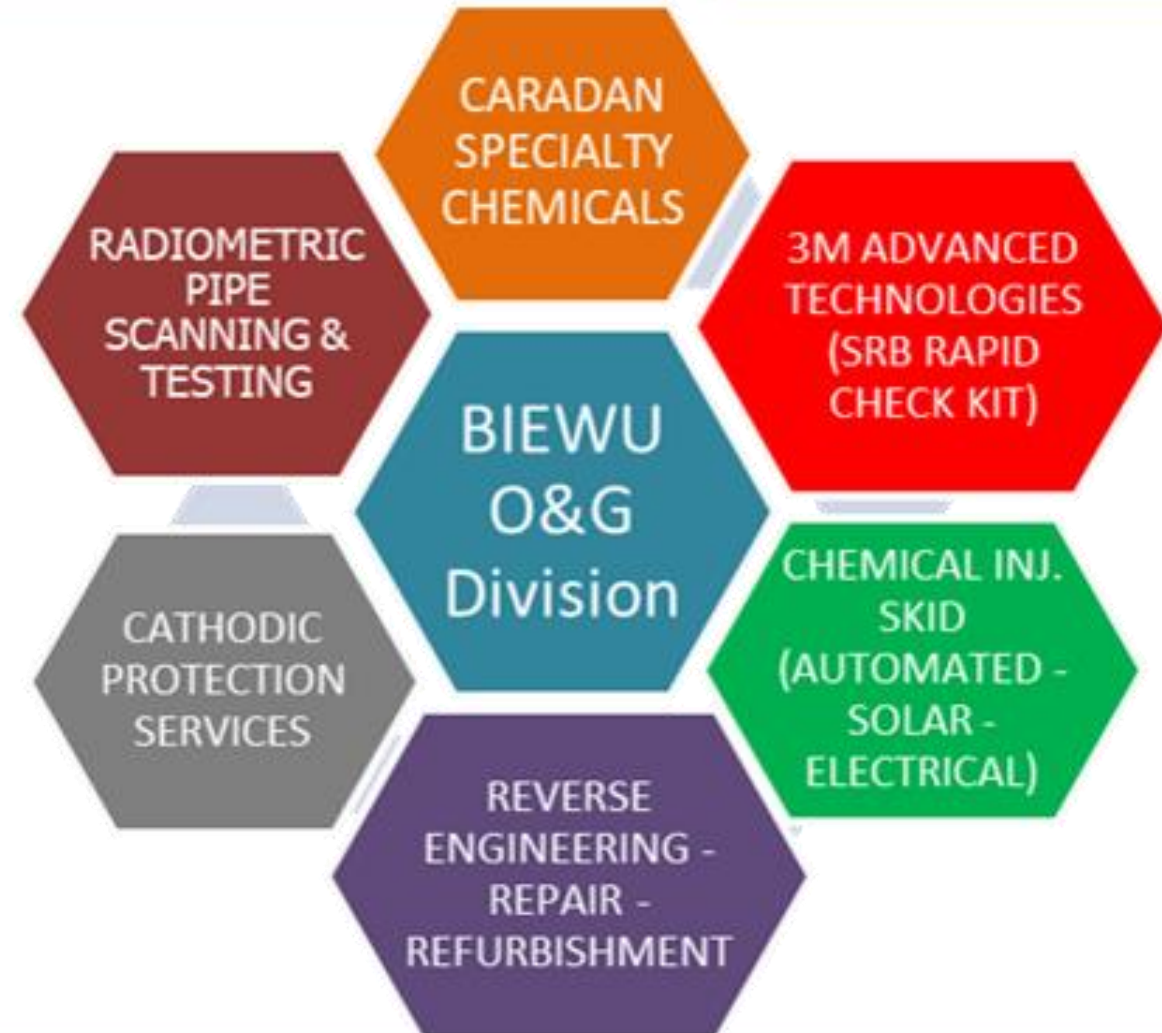 CARADAN
SPECIALTY
CHEMICALS
3M ADVANCED
TECHNOLOGIES
(SRB RAPID
CHECK KIT)
CHEMICAL INJ.
SKID
(AUTOMATED -
SOLAR -
ELECTRICAL)
REVERSE
ENGINEERING -
REPAIR -
REFURBISHMENT
CATHODIC
PROTECTION
SERVICES
RADIOMETRIC
PIPE
SCANNING &
TESTING
BIEWU
O&G
Division